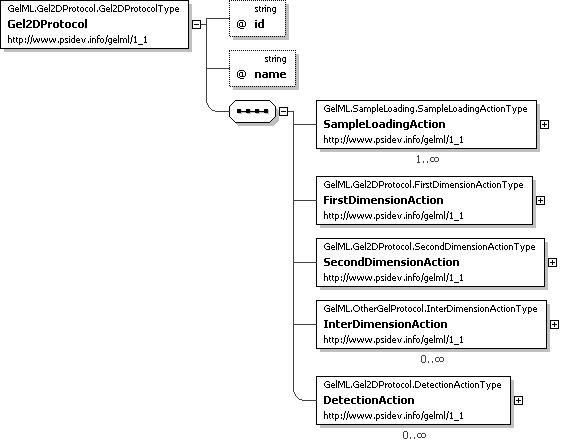 GelML.Gel2DProtocol.Gel2DProtocolType
Gel2DProtocol
http://www.psidev.info/gelml/1_1
string
@ id
string
@ name
GelML.SampleLoading.SampleLoadingActionType
SampleLoadingAction
http://www.psidev.info/gelml/1_1
1..∞
GelML.Gel2DProtocol.FirstDimensionActionType
FirstDimensionAction
http://www.psidev.info/gelml/1_1
GelML.Gel2DProtocol.SecondDimensionActionType
SecondDimensionAction
http://www.psidev.info/gelml/1_1
GelML.OtherGelProtocol.InterDimensionActionType
InterDimensionAction
http://www.psidev.info/gelml/1_1
0..∞
GelML.Gel2DProtocol.DetectionActionType
DetectionAction
http://www.psidev.info/gelml/1_1
0..∞